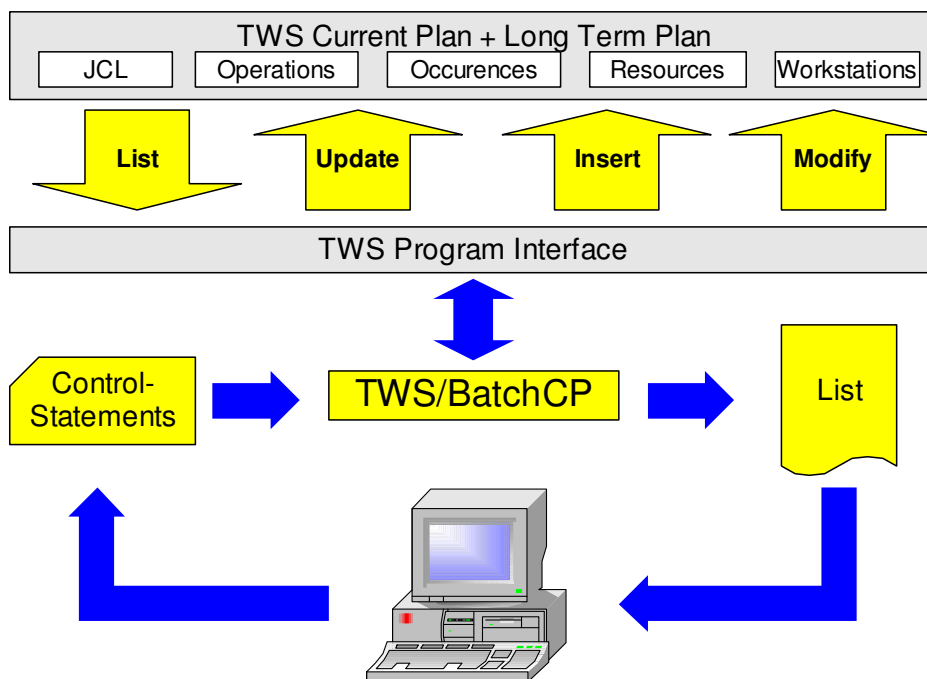 TWS Current Plan + Long Term Plan
JCL
Operations
Occurences
Resources
Workstations
List
Update
Insert
Modify
TWS Program Interface
Control-
Statements
TWS/BatchCP
List